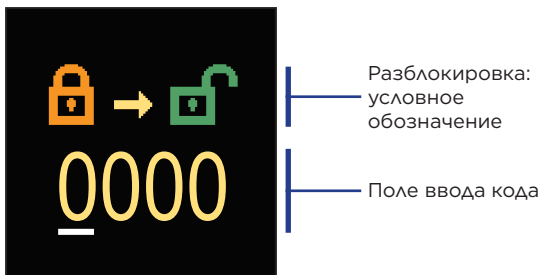 Разблокировка:
условное
обозначение
0000
Поле ввода кода